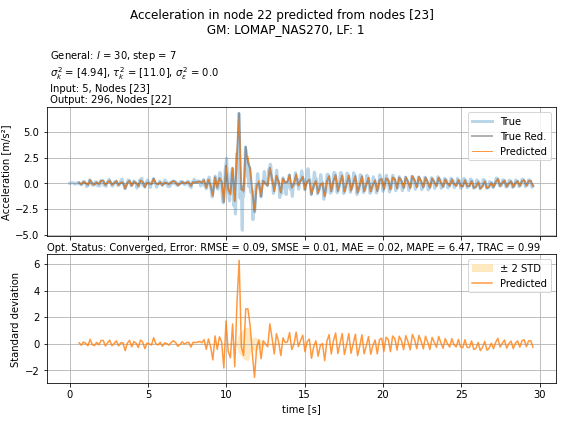 Acceleration in node 22 predicted from nodes [23]
GM: LOMAP_NAS270, LF: 1
General: l = 30, step = 7
σ²ₖ = [4.94], τ²ₖ = [11.0], σ²ε = 0.0
Input: 5, Nodes [23]
Output: 296, Nodes [22]
Acceleration [m/s²]
5.0
2.5
0.0
−2.5
−5.0
True
True Red.
Predicted
Opt. Status: Converged, Error: RMSE = 0.09, SMSE = 0.01, MAE = 0.02, MAPE = 6.47, TRAC = 0.99
Standard deviation
6
4
2
0
−2
± 2 STD
Predicted
0 5 10 15 20 25 30
time [s]